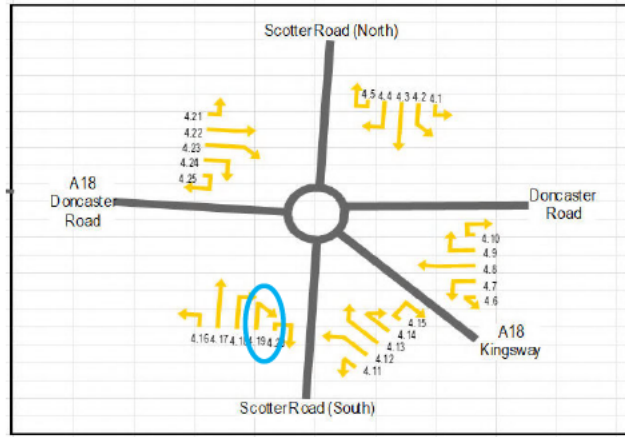 Scotter Road (North)
4.5 4.4 4.3 4.2 4.1
4.21
4.22
4.23
4.24
4.25
A18
Doncaster
Road
Doncaster
Road
4.10
4.9
4.8
4.7
4.6
4.15
4.14
4.13
4.12
4.11
4.16 4.17 4.18 4.19 4.20
A18
Kingsway
Scotter Road (South)